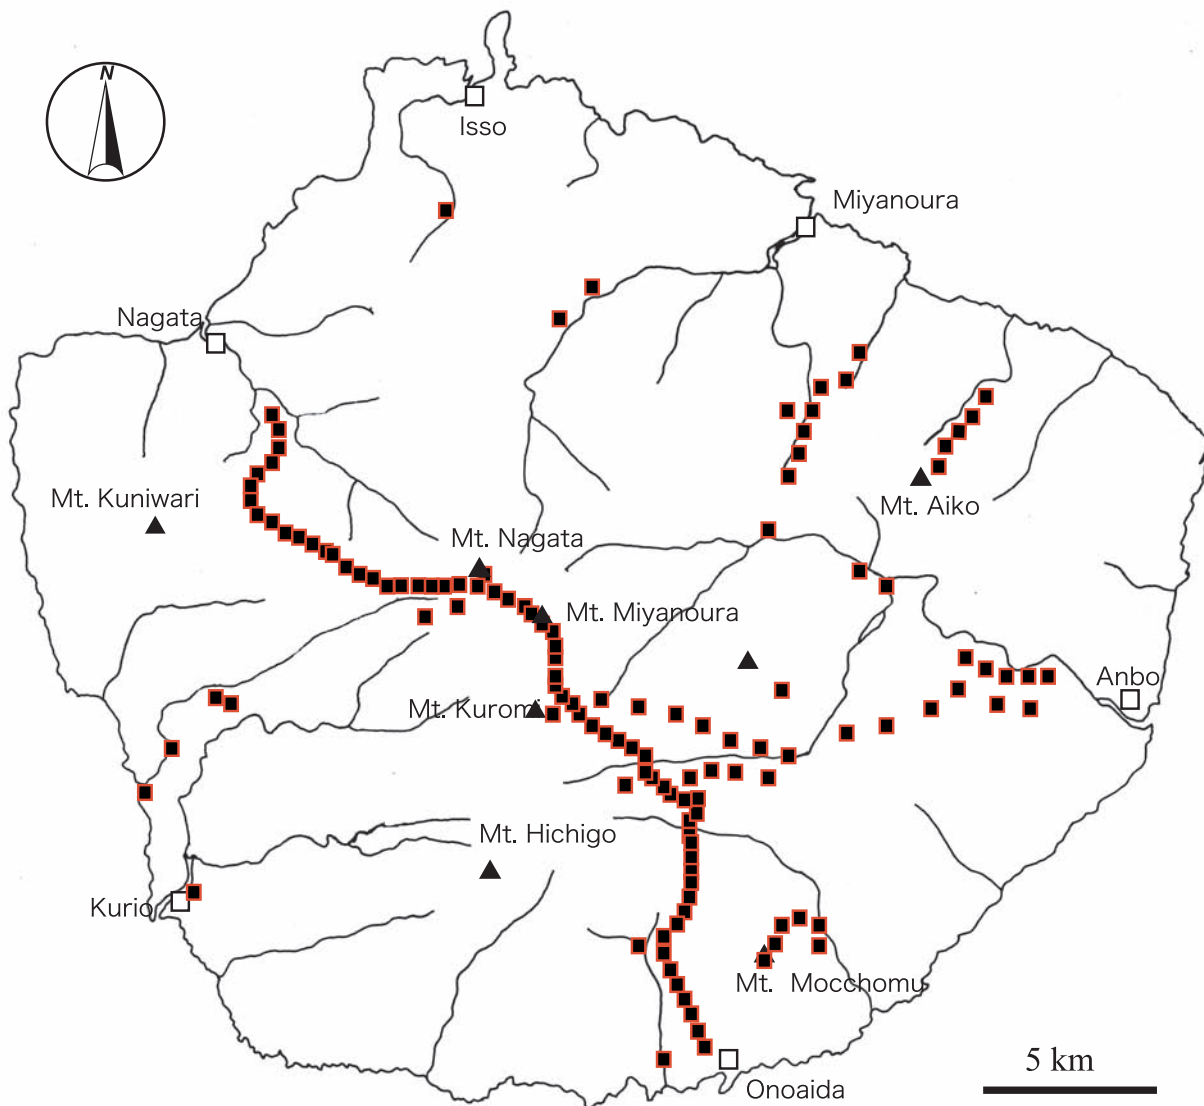 N
Isso
Miyanoura
Nagata
Mt. Kuniwari
Mt. Aiko
Mt. Nagata
Mt. Miyanoura
Anbo
Mt. Kuromi
Mt. Hichigo
Kurio
Mt. Mocchomu
5 km
Onoaida